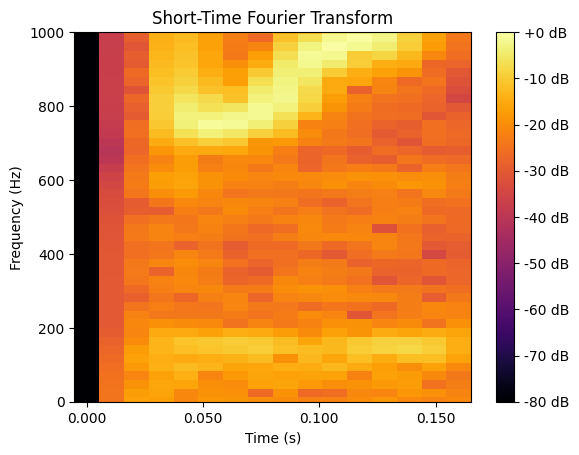 Short-Time Fourier Transform
1000
800
600
400
200
0
Frequency (Hz)
0.000
0.050
0.100
0.150
Time (s)
+0 dB
-10 dB
-20 dB
-30 dB
-40 dB
-50 dB
-60 dB
-70 dB
-80 dB